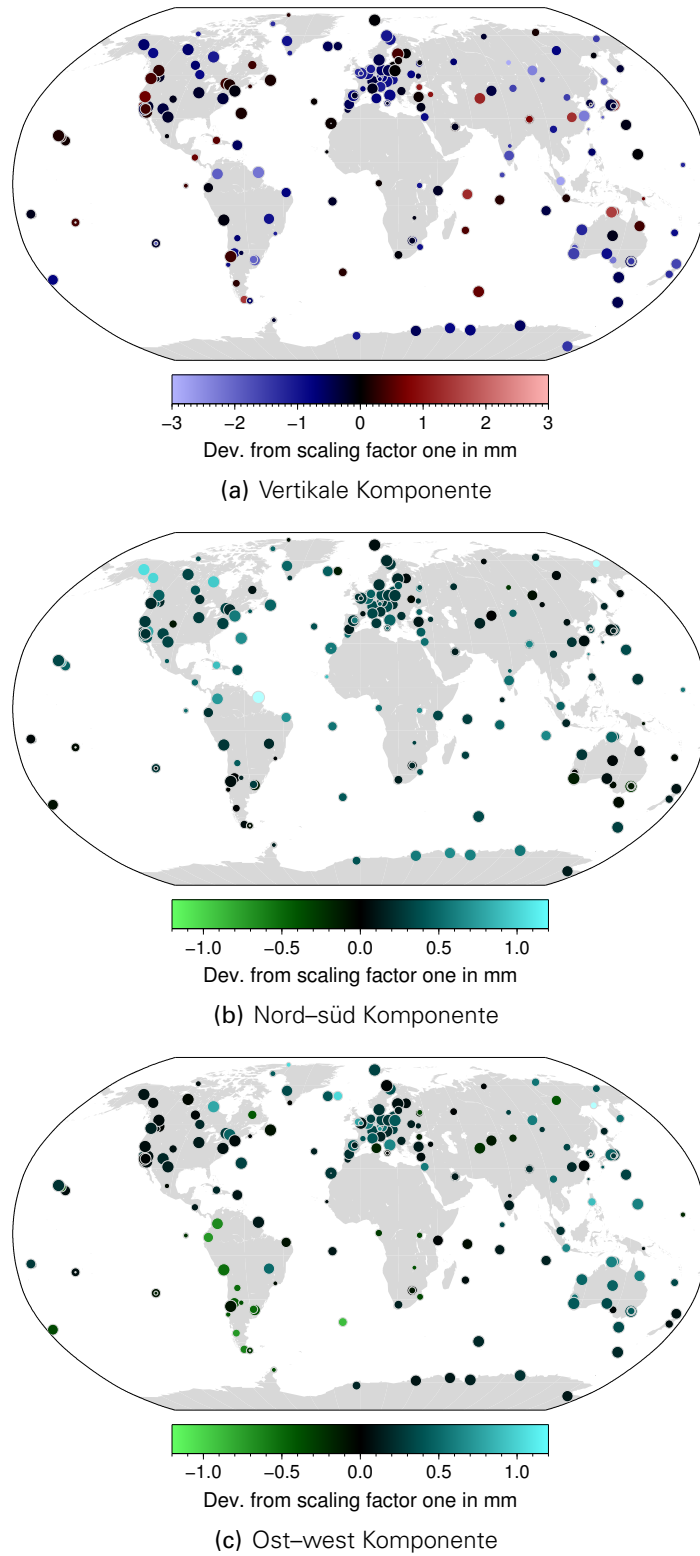 −3 −2 −1 0 1 2 3
Dev. from scaling factor one in mm
(a) Vertikale Komponente
−1.0 −0.5 0.0 0.5 1.0
Dev. from scaling factor one in mm
(b) Nord–süd Komponente
−1.0 −0.5 0.0 0.5 1.0
Dev. from scaling factor one in mm
(c) Ost–west Komponente